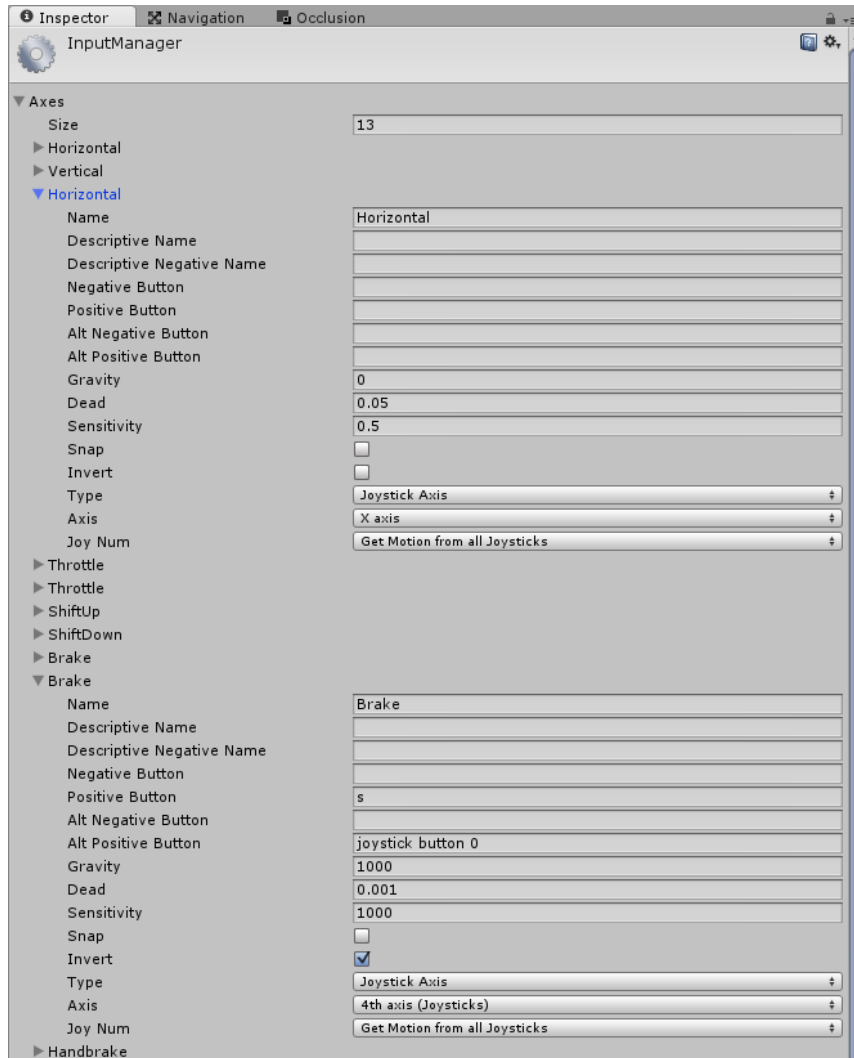 Inspector Navigation Occlusion
InputManager
Axes
Size 13
Horizontal
Vertical
Horizontal
Name Horizontal
Descriptive Name
Descriptive Negative Name
Negative Button
Positive Button
Alt Negative Button
Alt Positive Button
Gravity 0
Dead 0.05
Sensitivity 0.5
Snap
Invert
Type Joystick Axis
Axis X axis
Joy Num Get Motion from all Joysticks
Throttle
Throttle
ShiftUp
ShiftDown
Brake
Brake
Name Brake
Descriptive Name
Descriptive Negative Name
Negative Button
Positive Button s
Alt Negative Button
Alt Positive Button joystick button 0
Gravity 1000
Dead 0.001
Sensitivity 1000
Snap
Invert
Type Joystick Axis
Axis 4th axis (Joysticks)
Joy Num Get Motion from all Joysticks
Handbrake